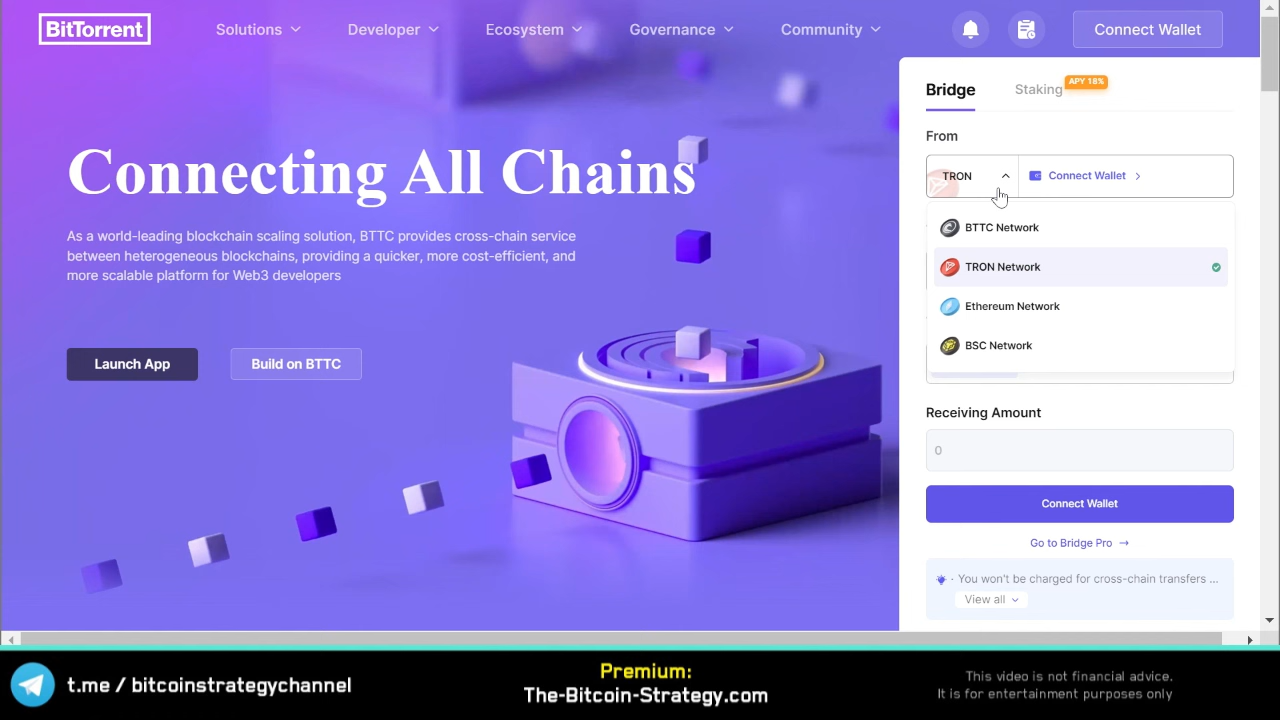 BitTorrent
Solutions
Developer
Ecosystem
Governance
Community
Connect Wallet
Connecting All Chains
As a world-leading blockchain scaling solution, BTTC provides cross-chain service
between heterogeneous blockchains, providing a quicker, more cost-efficient, and
more scalable platform for Web3 developers
Launch App
Build on BTTC
Bridge
Staking
APY 18%
From
TRON
Connect Wallet
BTTC Network
TRON Network
Ethereum Network
BSC Network
Receiving Amount
0
Connect Wallet
Go to Bridge Pro →
· You won't be charged for cross-chain transfers ...
View all
t.me / bitcoinstrategychannel
Premium:
The-Bitcoin-Strategy.com
This video is not financial advice.
It is for entertainment purposes only